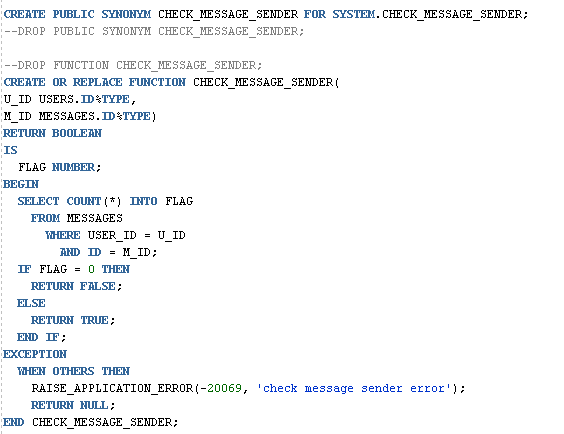 CREATE PUBLIC SYNONYM CHECK_MESSAGE_SENDER FOR SYSTEM.CHECK_MESSAGE_SENDER;
--DROP PUBLIC SYNONYM CHECK_MESSAGE_SENDER;

--DROP FUNCTION CHECK_MESSAGE_SENDER;
CREATE OR REPLACE FUNCTION CHECK_MESSAGE_SENDER(
U_ID USERS.ID%TYPE,
M_ID MESSAGES.ID%TYPE)
RETURN BOOLEAN
IS
  FLAG NUMBER;
BEGIN
  SELECT COUNT(*) INTO FLAG
    FROM MESSAGES
      WHERE USER_ID = U_ID
        AND ID = M_ID;
  IF FLAG = 0 THEN
    RETURN FALSE;
  ELSE
    RETURN TRUE;
  END IF;
EXCEPTION
  WHEN OTHERS THEN
    RAISE_APPLICATION_ERROR(-20069, 'check message sender error');
    RETURN NULL;
END CHECK_MESSAGE_SENDER;